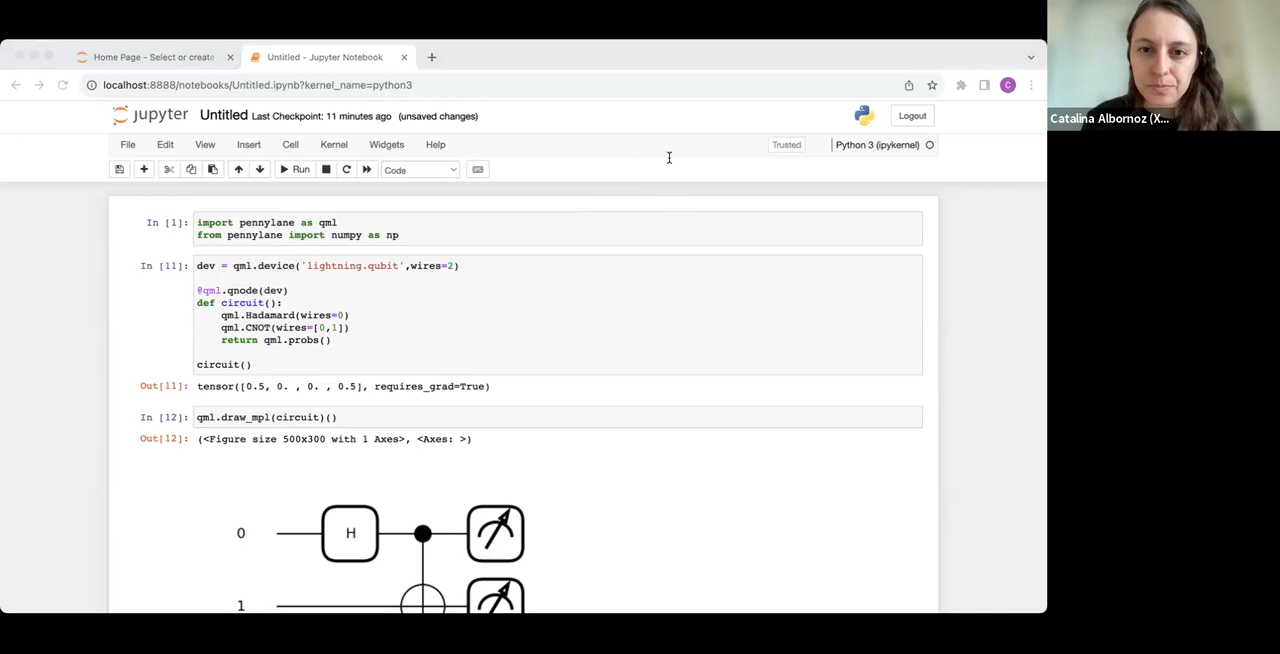 Home Page - Select or create
Untitled - Jupyter Notebook
localhost:8888/notebooks/Untitled.ipynb?kernel_name=python3
C
Catalina Albornoz (X...
jupyter Untitled Last Checkpoint: 11 minutes ago (unsaved changes)
Logout
File Edit View Insert Cell Kernel Widgets Help
Trusted
Python 3 (ipykernel)
Run
Code
In [1]: import pennylane as qml
from pennylane import numpy as np
In [11]: dev = qml.device('lightning.qubit',wires=2)
@qml.qnode(dev)
def circuit():
    qml.Hadamard(wires=0)
    qml.CNOT(wires=[0,1])
    return qml.probs()
circuit()
Out[11]: tensor([0.5, 0. , 0. , 0.5], requires_grad=True)
In [12]: qml.draw_mpl(circuit)()
Out[12]: (<Figure size 500x300 with 1 Axes>, <Axes: >)
0 H
1